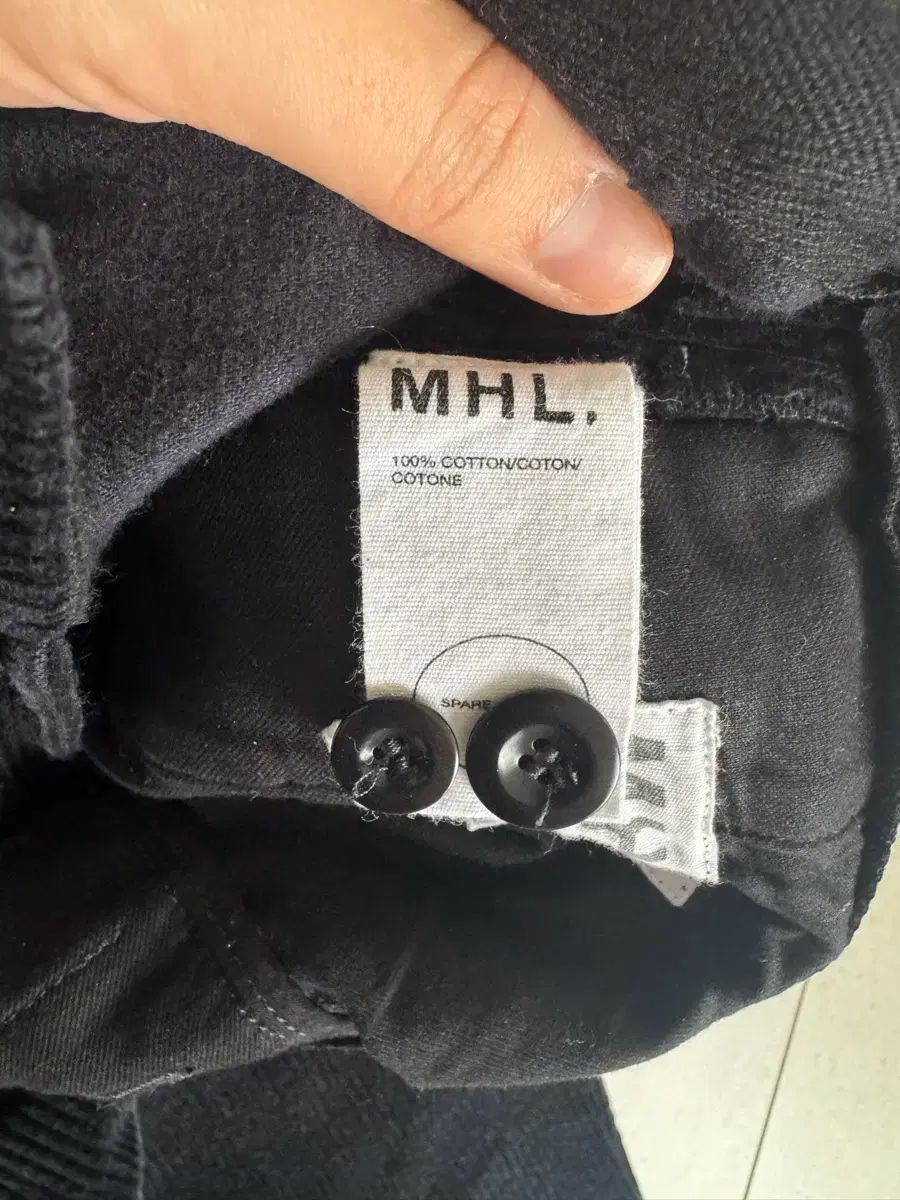 MHL.
100% COTTON/COTON/
COTONE
SPARE